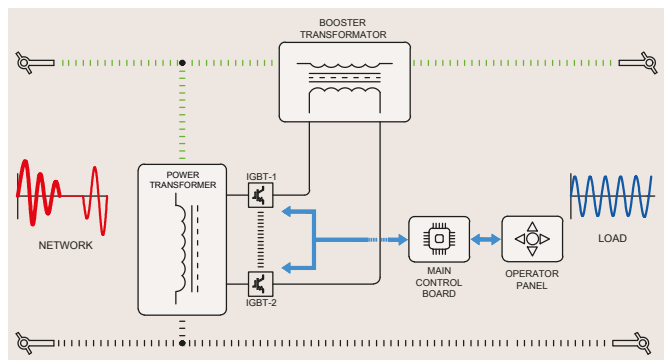 BOOSTER
TRANSFORMATOR
POWER
TRANSFORMER
IGBT-1
NETWORK
LOAD
MAIN
CONTROL
BOARD
OPERATOR
PANEL
IGBT-2